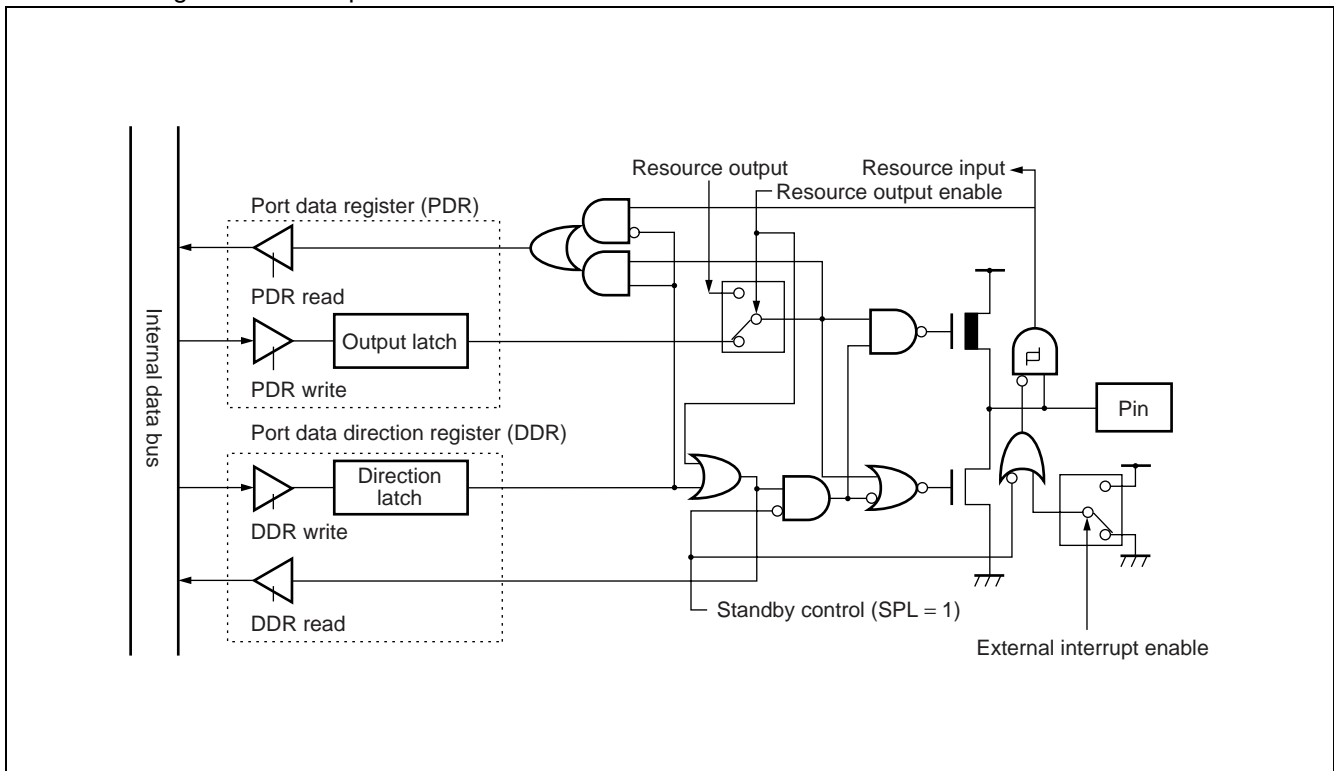 Resource output
Resource input
Resource output enable
Port data register (PDR)
PDR read
Output latch
PDR write
Internal data bus
Pin
Port data direction register (DDR)
Direction
latch
DDR write
DDR read
Standby control (SPL = 1)
External interrupt enable